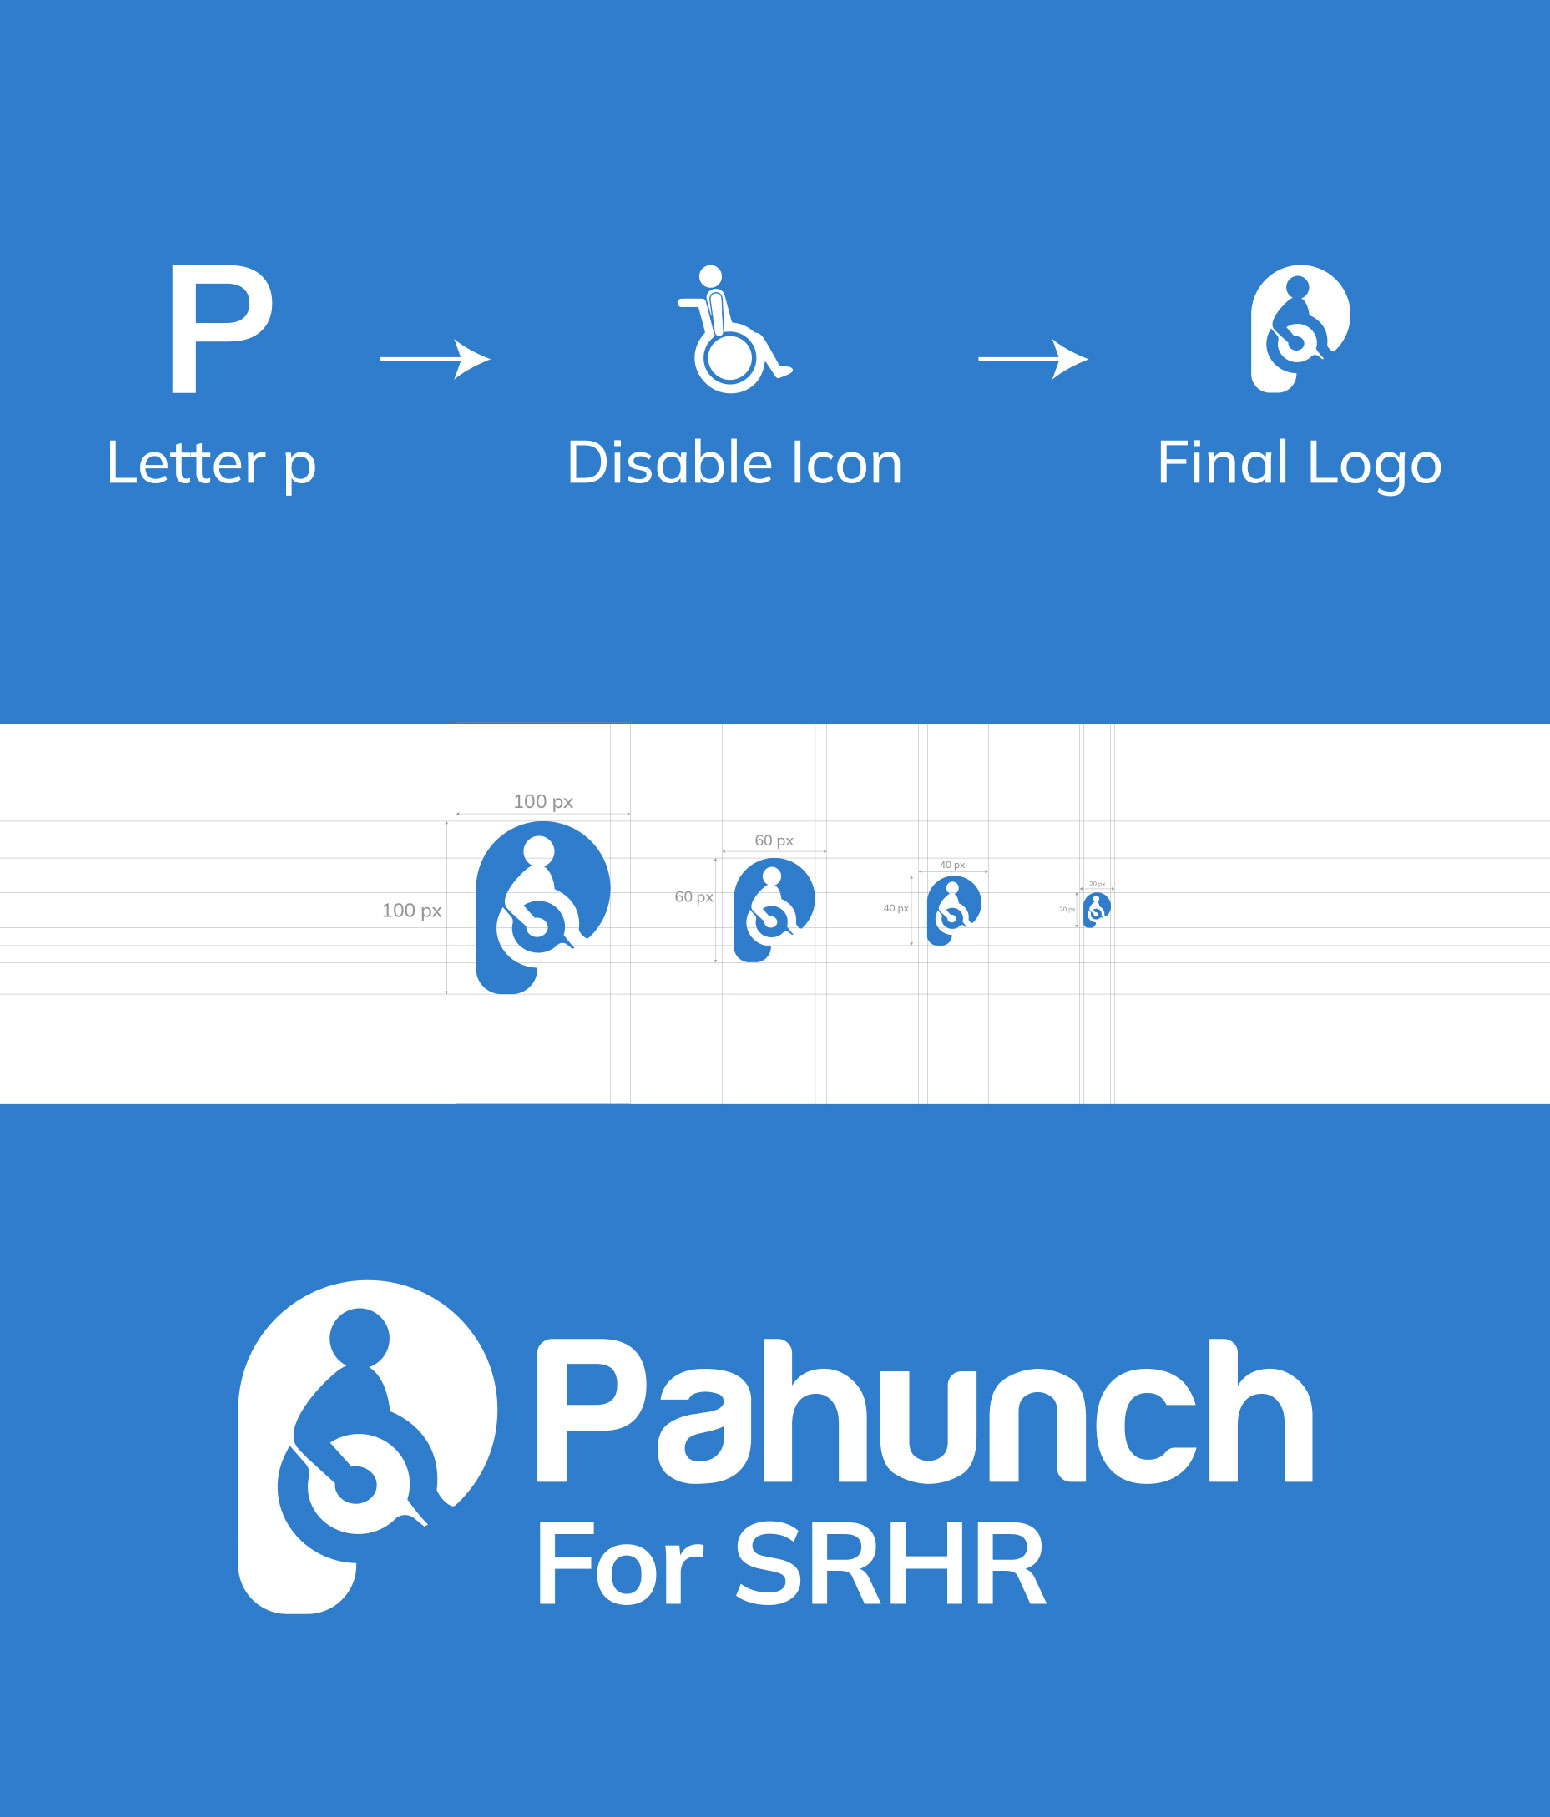 P
Letter p
Disable Icon
Final Logo
100 px
100 px
60 px
60 px
40 px
40 px
20 px
20 px
Pahunch
For SRHR